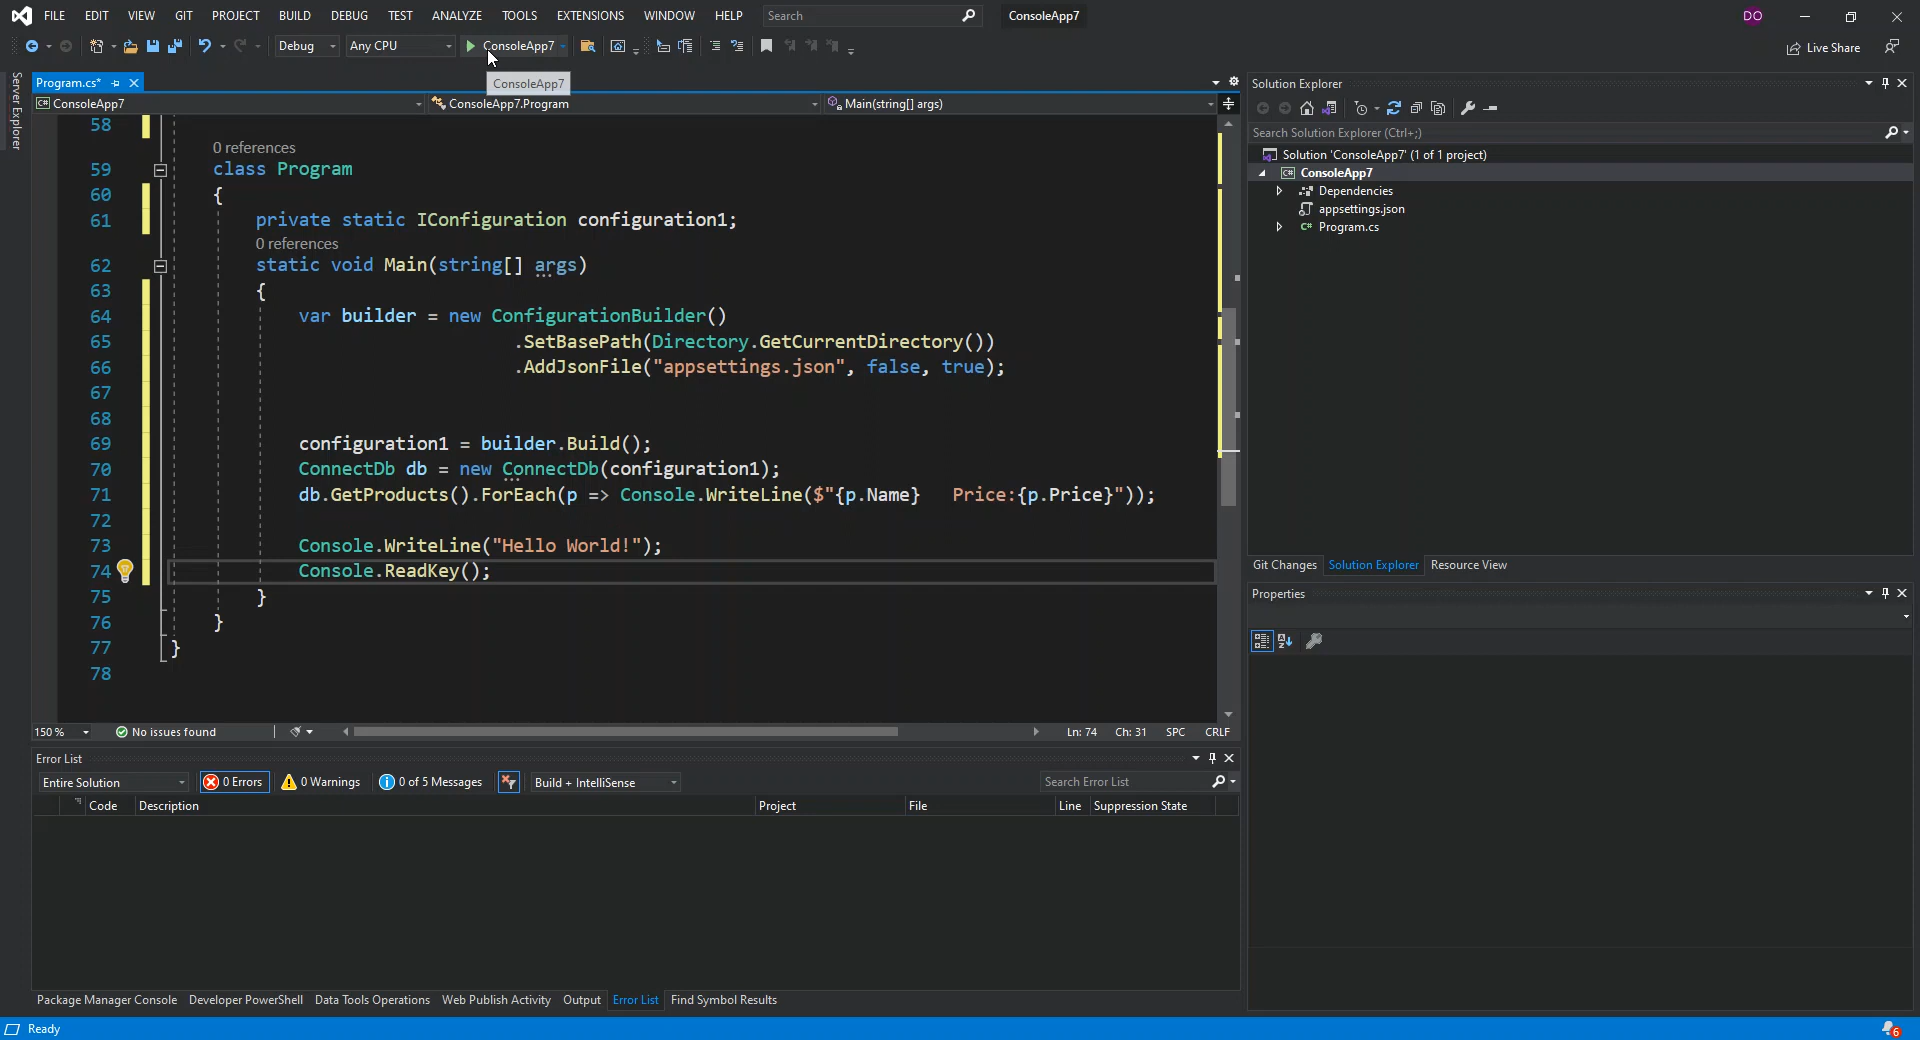 FILE EDIT VIEW GIT PROJECT BUILD DEBUG TEST ANALYZE TOOLS EXTENSIONS WINDOW HELP Search ConsoleApp7 DO
Debug Any CPU ConsoleApp7 Live Share
Server Explorer
Program.cs* ConsoleApp7
ConsoleApp7 ConsoleApp7.Program Main(string[] args)
58
0 references
59 class Program
60 {
61 private static IConfiguration configuration1;
0 references
62 static void Main(string[] args)
63 {
64 var builder = new ConfigurationBuilder()
65 .SetBasePath(Directory.GetCurrentDirectory())
66 .AddJsonFile("appsettings.json", false, true);
67
68
69 configuration1 = builder.Build();
70 ConnectDb db = new ConnectDb(configuration1);
71 db.GetProducts().ForEach(p => Console.WriteLine($"{p.Name}   Price:{p.Price}"));
72
73 Console.WriteLine("Hello World!");
74 Console.ReadKey();
75 }
76 }
77 }
78
150 % No issues found Ln: 74 Ch: 31 SPC CRLF
Error List
Entire Solution 0 Errors 0 Warnings 0 of 5 Messages Build + IntelliSense Search Error List
Code Description Project File Line Suppression State
Package Manager Console Developer PowerShell Data Tools Operations Web Publish Activity Output Error List Find Symbol Results
Solution Explorer
Search Solution Explorer (Ctrl+;)
Solution 'ConsoleApp7' (1 of 1 project)
C# ConsoleApp7
Dependencies
appsettings.json
C# Program.cs
Git Changes Solution Explorer Resource View
Properties
Ready 6